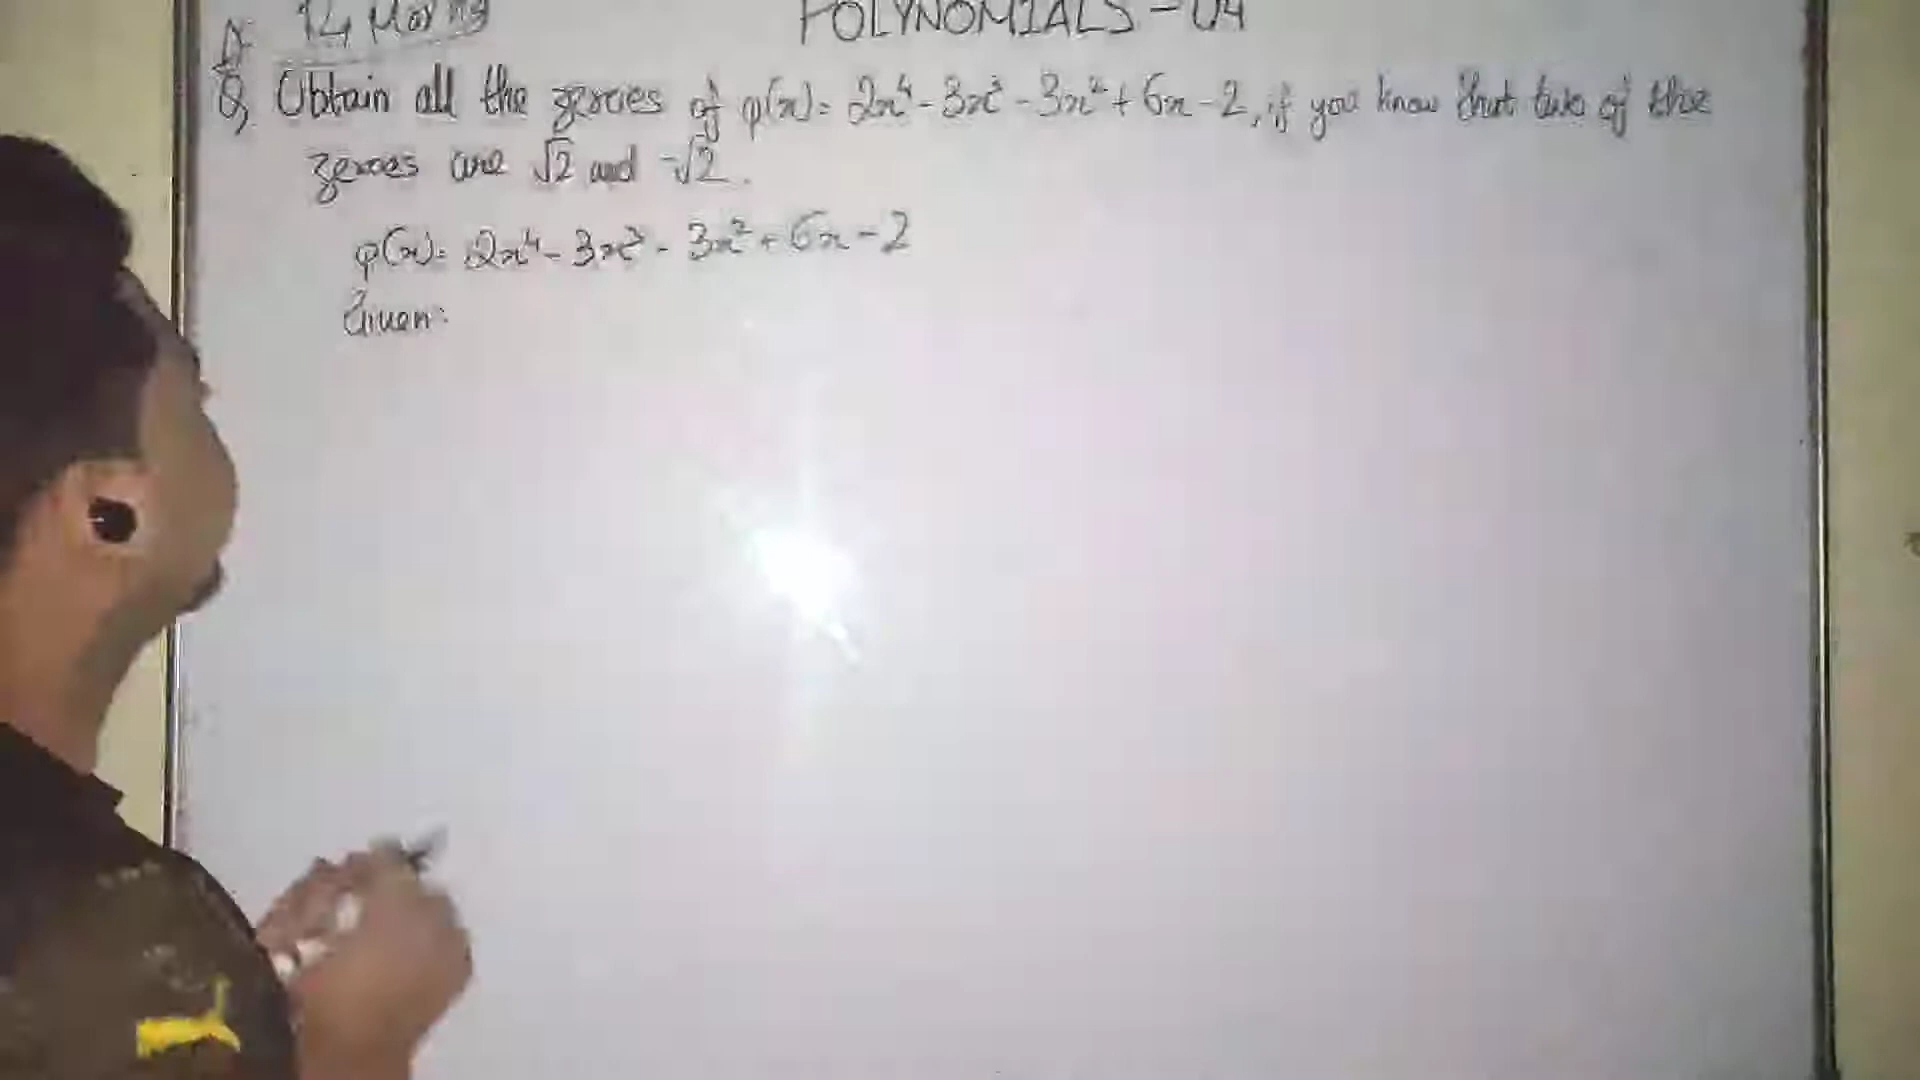 POLYNOMIALS - 04
Q, Obtain all the zeroes of p(x) = 2x⁴ - 3x³ - 3x² + 6x - 2, if you know that two of the
zeroes are √2 and -√2.
p(x) = 2x⁴ - 3x³ - 3x² + 6x - 2
Given: